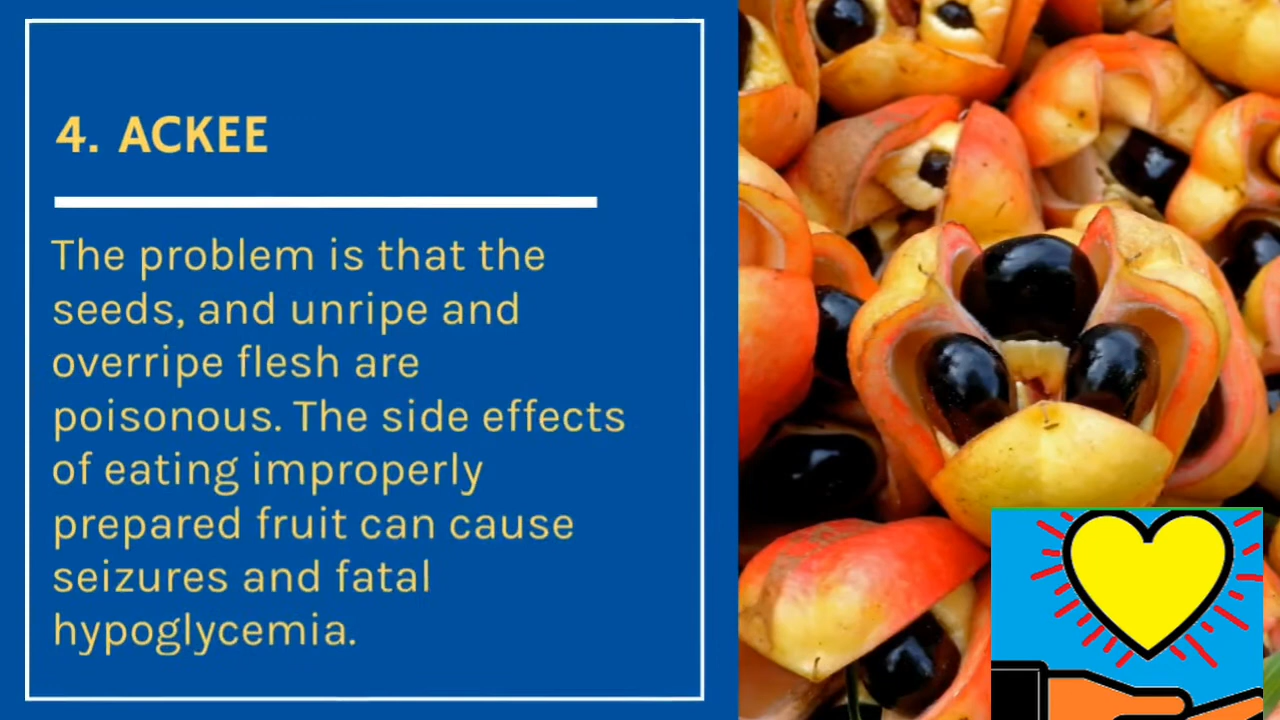 4. ACKEE
The problem is that the
seeds, and unripe and
overripe flesh are
poisonous. The side effects
of eating improperly
prepared fruit can cause
seizures and fatal
hypoglycemia.